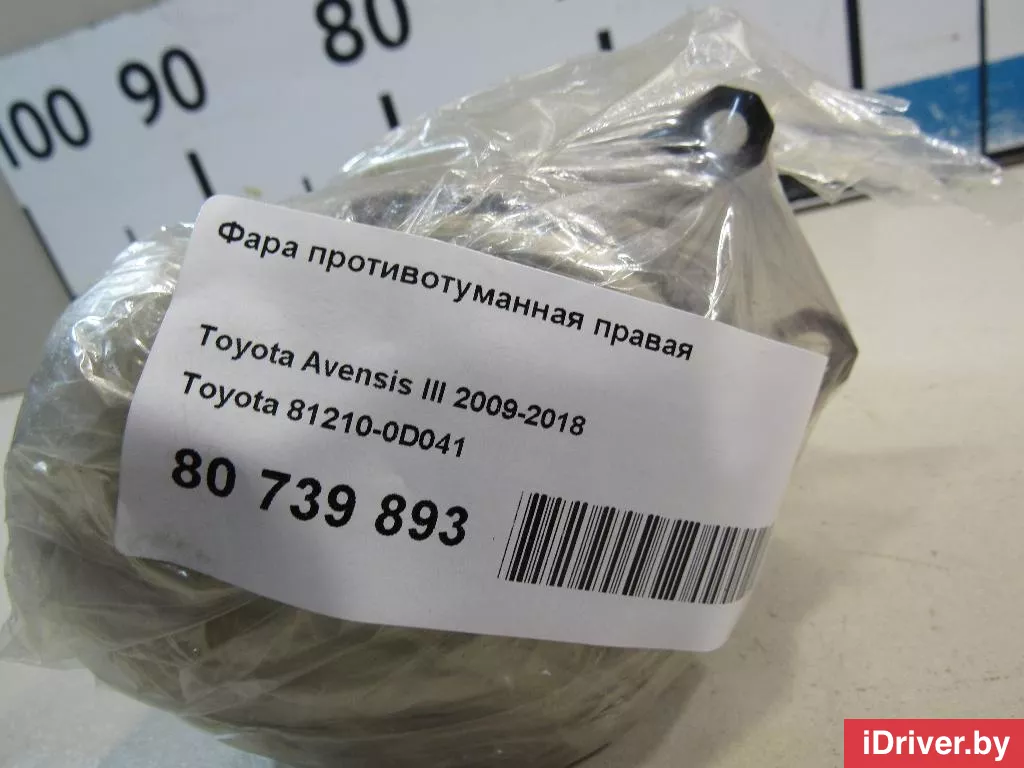 100 90 80
Фара противотуманная правая
Toyota Avensis III 2009-2018
Toyota 81210-0D041
80 739 893
iDriver.by